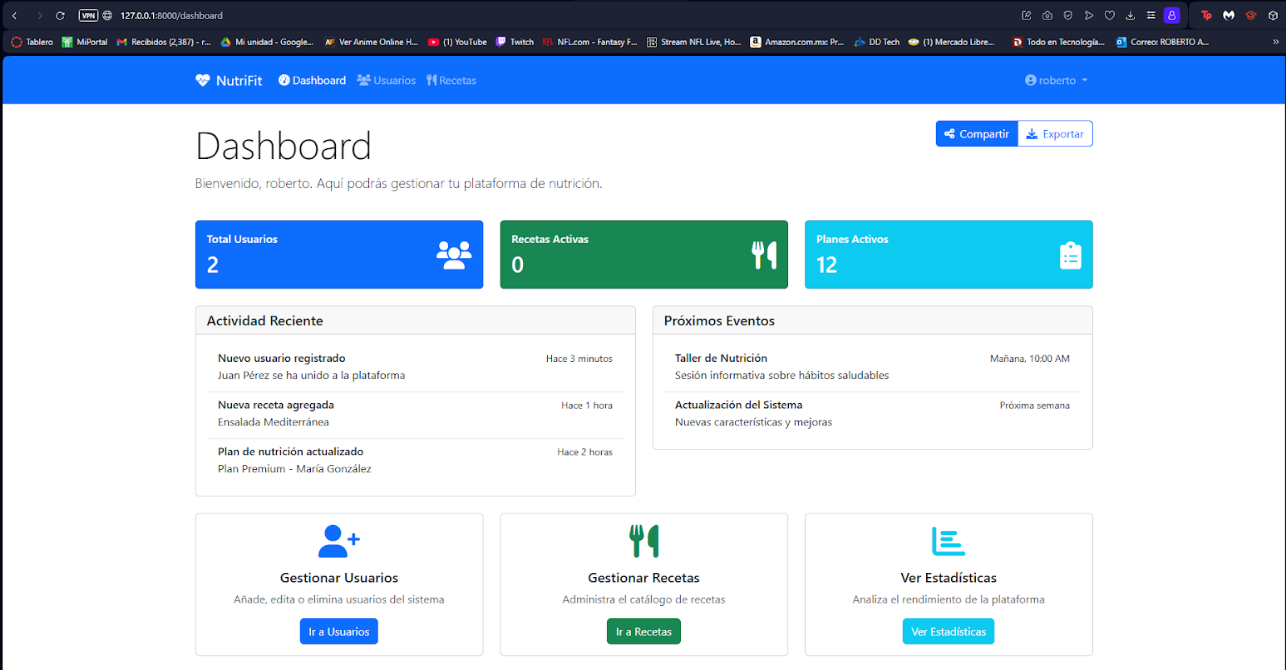 VPN 127.0.0.1:8000/dashboard
Tablero MiPortal Recibidos (2,387) - r... Mi unidad - Google... Ver Anime Online H... (1) YouTube Twitch NFL.com - Fantasy F... Stream NFL Live, Ho... Amazon.com.mx: Pr... DD Tech (1) Mercado Libre... Todo en Tecnología... Correo: ROBERTO A...
NutriFit Dashboard Usuarios Recetas roberto
Dashboard
Compartir Exportar
Bienvenido, roberto. Aquí podrás gestionar tu plataforma de nutrición.
Total Usuarios
2
Recetas Activas
0
Planes Activos
12
Actividad Reciente
Nuevo usuario registrado Hace 3 minutos
Juan Pérez se ha unido a la plataforma
Nueva receta agregada Hace 1 hora
Ensalada Mediterránea
Plan de nutrición actualizado Hace 2 horas
Plan Premium - María González
Próximos Eventos
Taller de Nutrición Mañana, 10:00 AM
Sesión informativa sobre hábitos saludables
Actualización del Sistema Próxima semana
Nuevas características y mejoras
Gestionar Usuarios
Añade, edita o elimina usuarios del sistema
Ir a Usuarios
Gestionar Recetas
Administra el catálogo de recetas
Ir a Recetas
Ver Estadísticas
Analiza el rendimiento de la plataforma
Ver Estadísticas